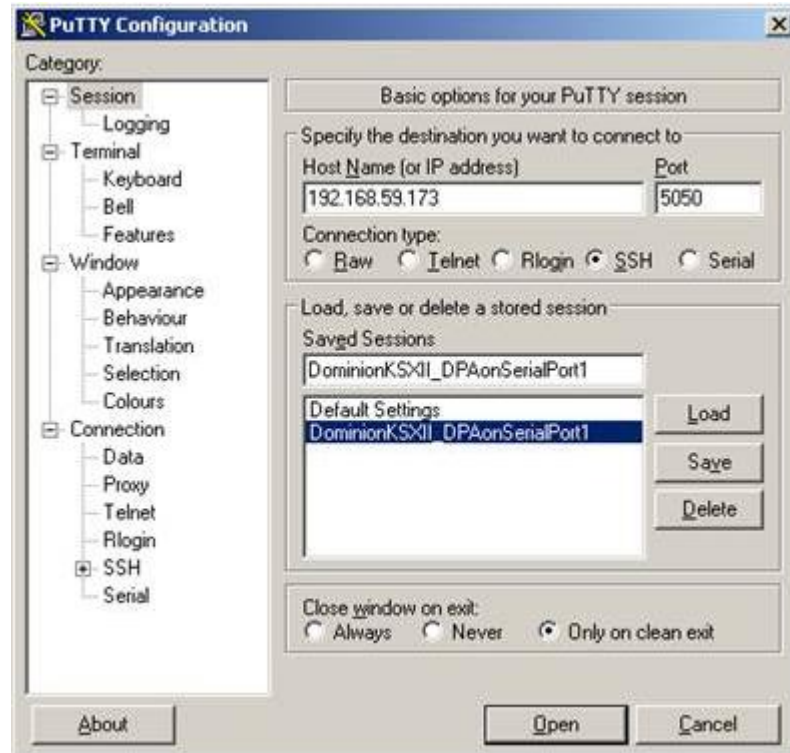 PuTTY Configuration
Category:
Session
Logging
Terminal
Keyboard
Bell
Features
Window
Appearance
Behaviour
Translation
Selection
Colours
Connection
Data
Proxy
Telnet
Rlogin
SSH
Serial
Basic options for your PuTTY session
Specify the destination you want to connect to
Host Name (or IP address) Port
192.168.59.173 5050
Connection type:
Raw Telnet Rlogin SSH Serial
Load, save or delete a stored session
Saved Sessions
DominionKSXII_DPAonSerialPort1
Default Settings
DominionKSXII_DPAonSerialPort1
Load
Save
Delete
Close window on exit:
Always Never Only on clean exit
About Open Cancel